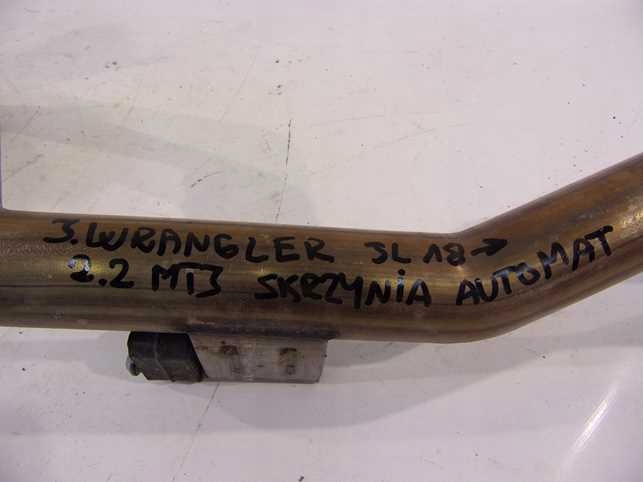 J.WRANGLER JL 18→
2.2 MTJ SKRZYNIA AUTOMAT